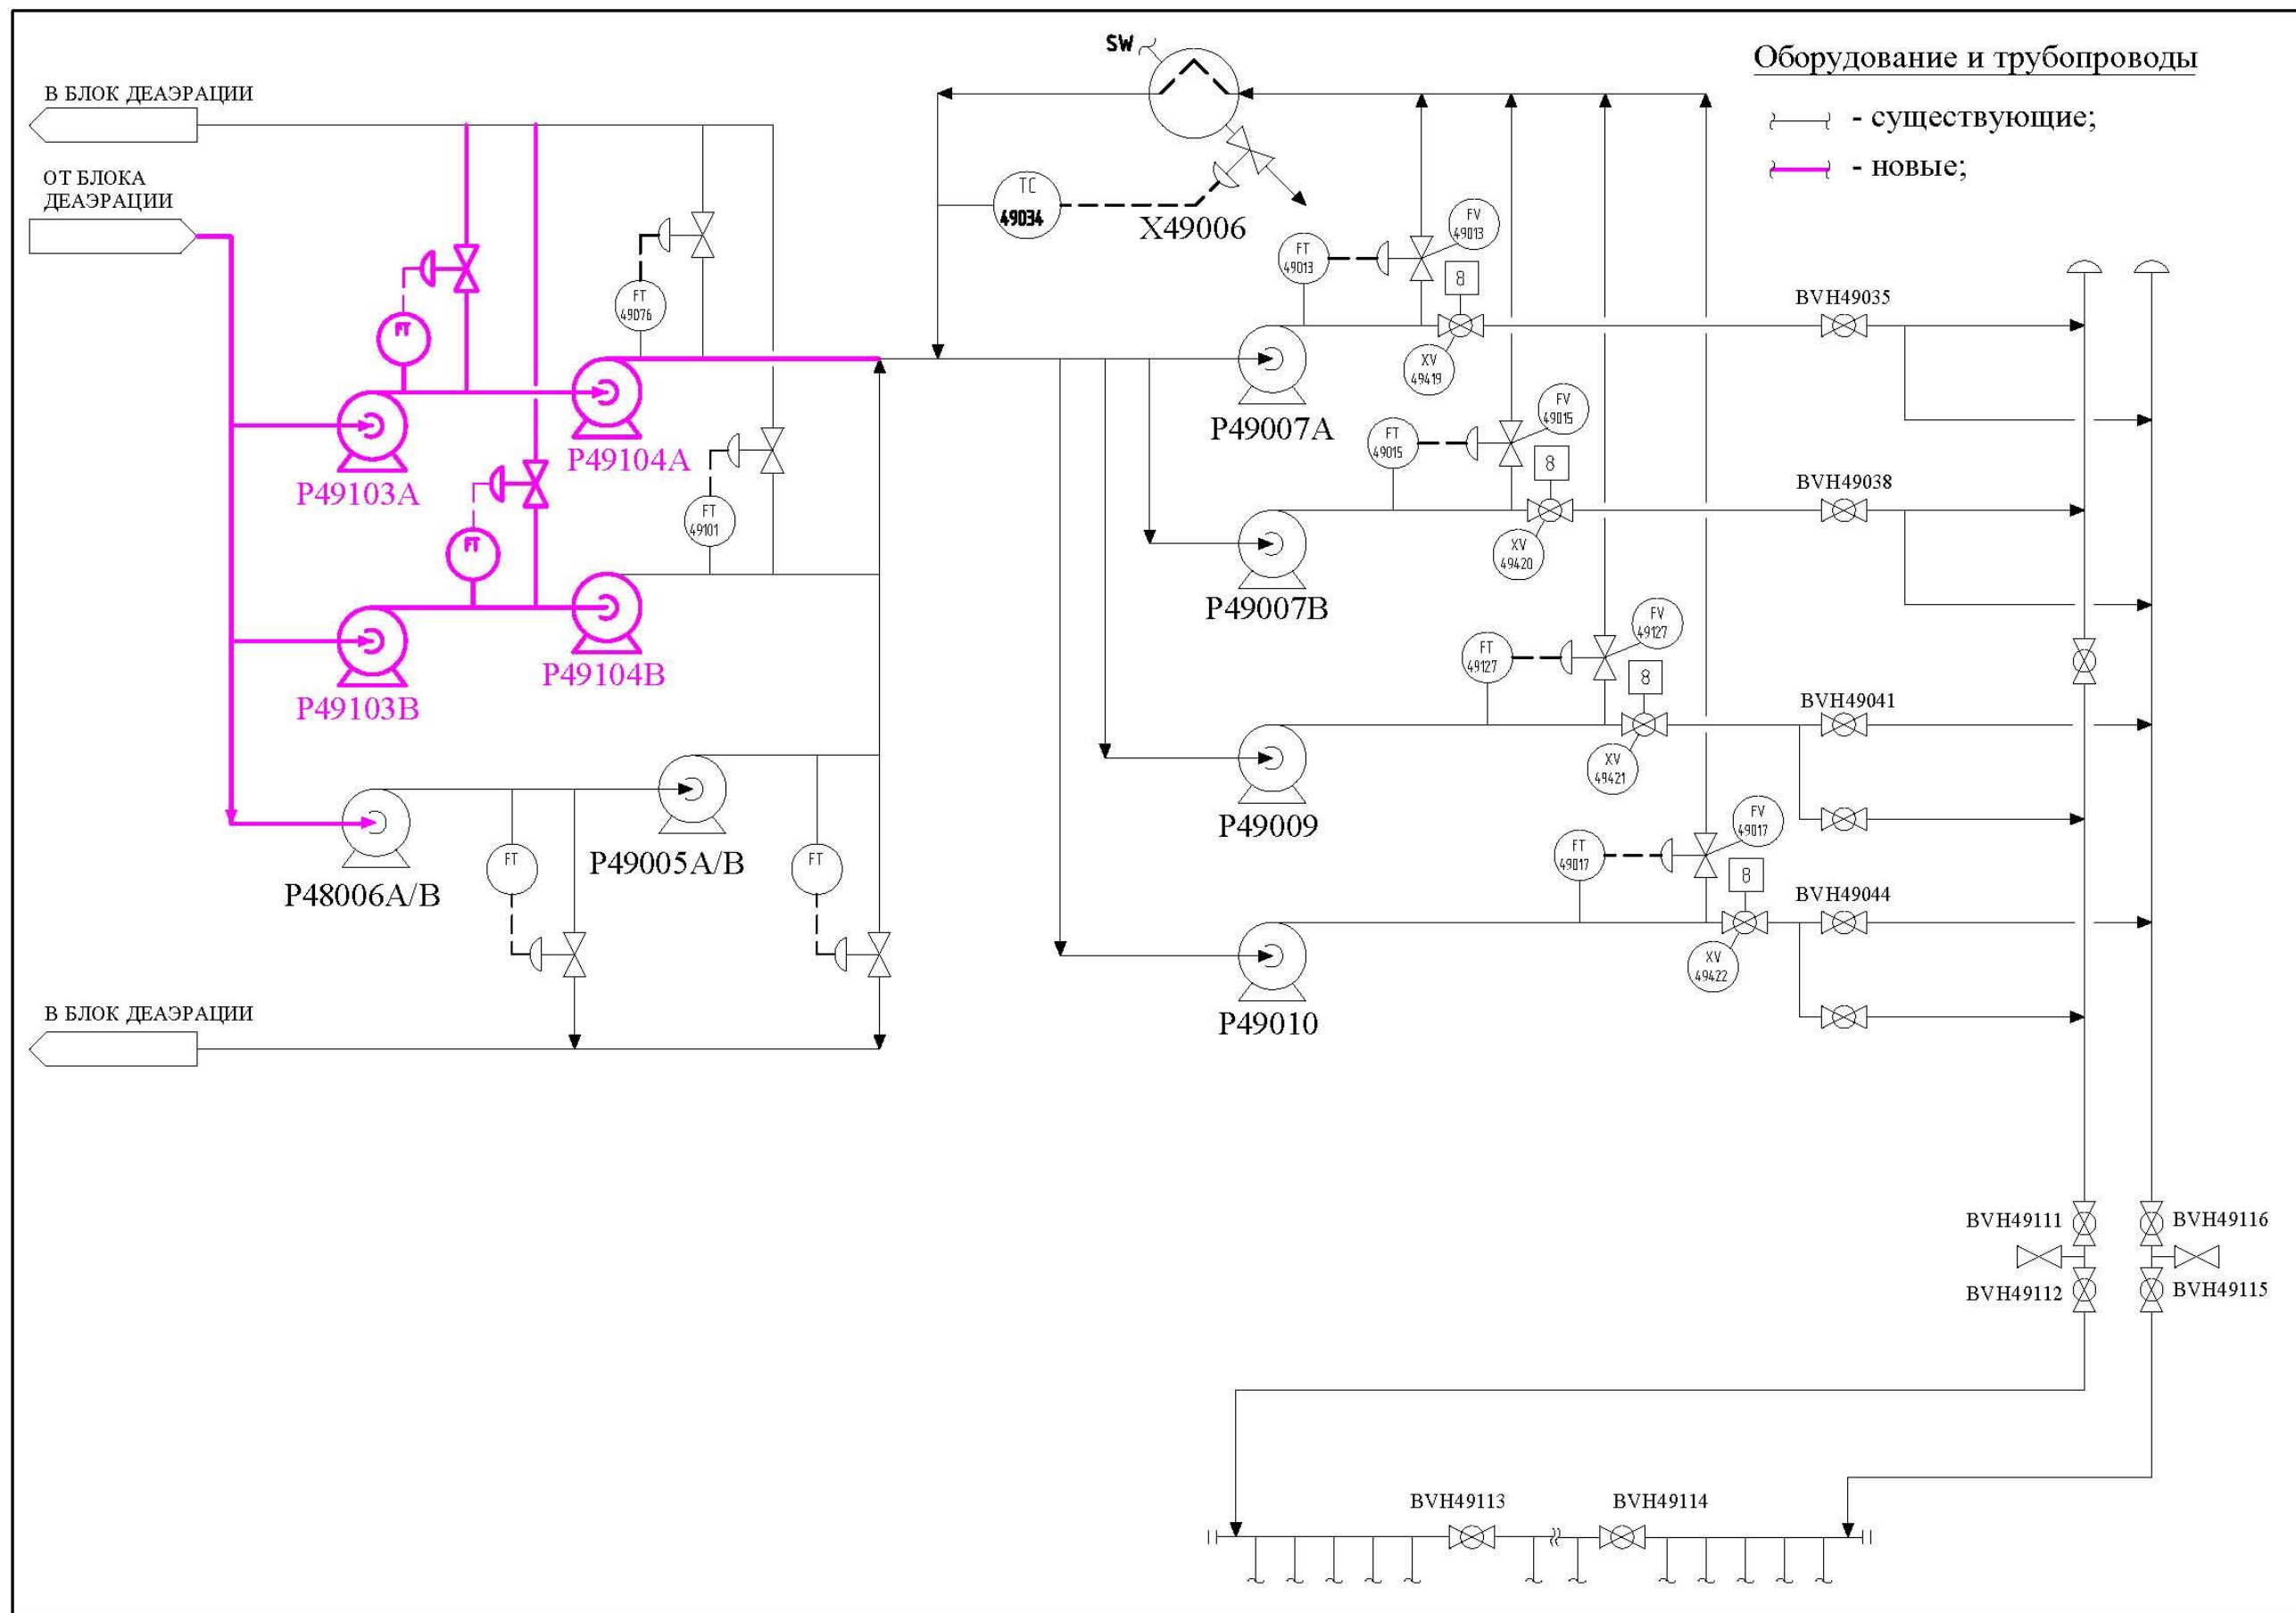 SW
Оборудование и трубопроводы
- существующие;
- новые;
В БЛОК ДЕАЭРАЦИИ
ОТ БЛОКА
ДЕАЭРАЦИИ
TC
49034
X49006
FT
49076
FT
FT
49013
FV
49013
8
XV
49419
BVH49035
P49007A
P49104A
P49103A
FT
49101
FT
FT
49015
FV
49015
8
XV
49420
BVH49038
P49007B
P49104B
P49103B
FT
49127
FV
49127
8
XV
49421
BVH49041
P49009
FT
FT
P49005A/B
P48006A/B
FT
49017
FV
49017
8
XV
49422
BVH49044
P49010
В БЛОК ДЕАЭРАЦИИ
BVH49111
BVH49116
BVH49112
BVH49115
BVH49113
BVH49114